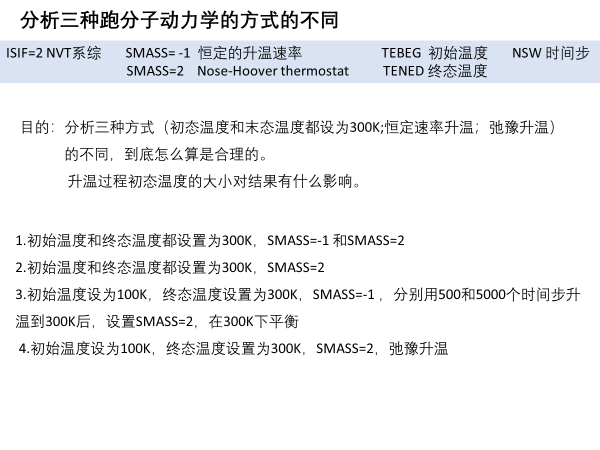 分析三种跑分子动力学的方式的不同
ISIF=2 NVT系综 SMASS= -1 恒定的升温速率 TEBEG 初始温度 NSW 时间步
SMASS=2 Nose-Hoover thermostat TENED 终态温度
目的：分析三种方式（初态温度和末态温度都设为300K;恒定速率升温；弛豫升温）
的不同，到底怎么算是合理的。
升温过程初态温度的大小对结果有什么影响。
1.初始温度和终态温度都设置为300K，SMASS=-1 和SMASS=2
2.初始温度和终态温度都设置为300K，SMASS=2
3.初始温度设为100K，终态温度设置为300K，SMASS=-1 ，分别用500和5000个时间步升
温到300K后，设置SMASS=2，在300K下平衡
4.初始温度设为100K，终态温度设置为300K，SMASS=2，弛豫升温